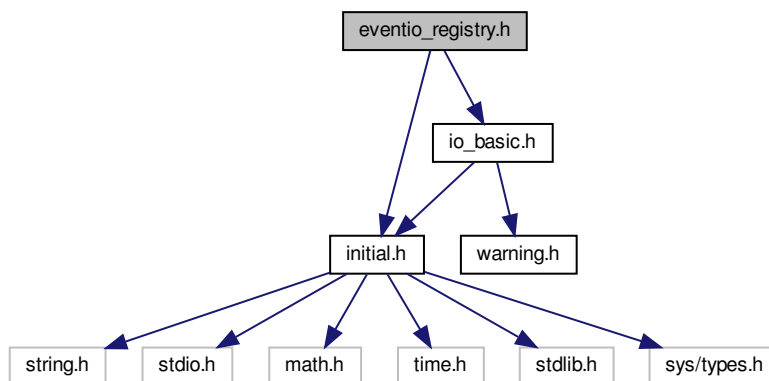 eventio_registry.h
io_basic.h
initial.h
warning.h
string.h
stdio.h
math.h
time.h
stdlib.h
sys/types.h